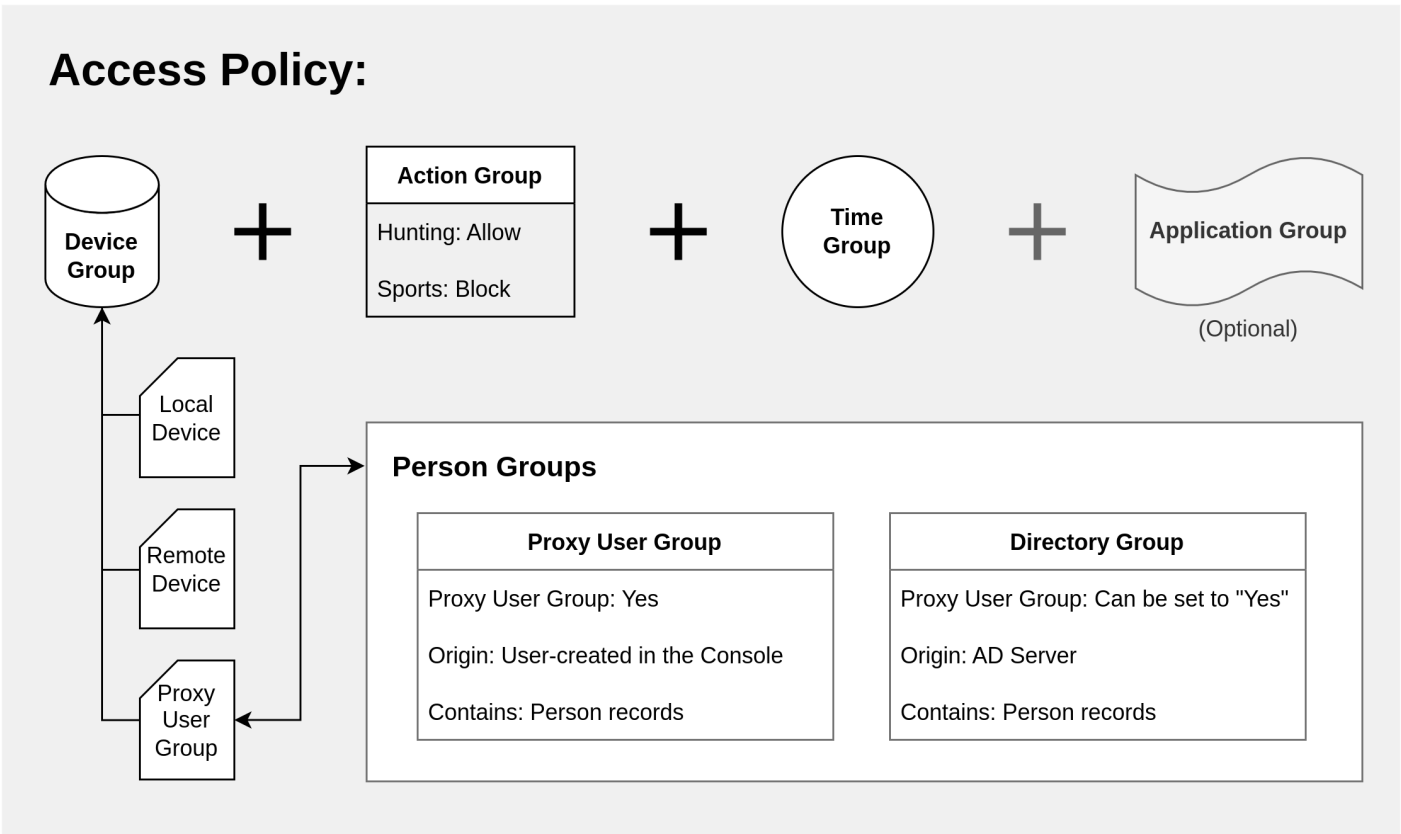 Access Policy:
Device
Group
Action Group
Hunting: Allow
Sports: Block
Time
Group
Application Group
(Optional)
Local
Device
Remote
Device
Proxy
User
Group
Person Groups
Proxy User Group
Proxy User Group: Yes
Origin: User-created in the Console
Contains: Person records
Directory Group
Proxy User Group: Can be set to "Yes"
Origin: AD Server
Contains: Person records